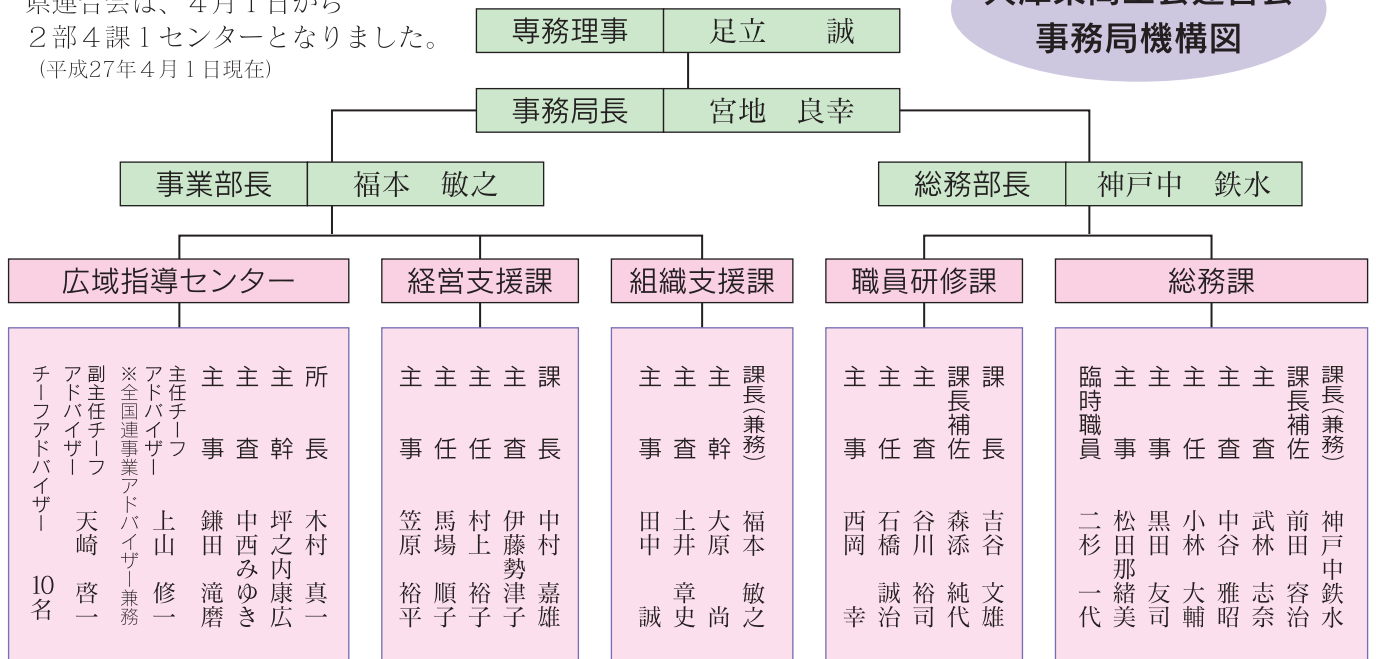 県連合会は、４月１日から
２部４課１センターとなりました。
(平成27年４月１日現在)
兵庫県商工会連合会
事務局機構図
専務理事　足立　誠
事務局長　宮地　良幸
事業部長　福本　敏之
総務部長　神戸中　鉄水
広域指導センター
所長　木村　真一
主幹　坪之内康広
主査　中西みゆき
主事　鎌田　滝磨
主任チーフ
アドバイザー　上山　修一
※全国連事業アドバイザー兼務
副主任チーフ
アドバイザー　天崎　啓一
チーフアドバイザー　10名
経営支援課
課長　中村　嘉雄
主査　伊藤勢津子
主任　村上　裕子
主任　馬場　順子
主事　笠原　裕平
組織支援課
課長(兼務)　福本　敏之
主幹　大原　尚
主査　土井　章史
主事　田中　誠
職員研修課
課長　吉谷　文雄
課長補佐　森添　純代
主査　谷川　裕司
主任　石橋　誠治
主事　西岡　幸
総務課
課長(兼務)　神戸中鉄水
課長補佐　前田　容治
主査　武林　志奈
主査　中谷　雅昭
主任　小林　大輔
主事　黒田　友司
主事　松田那緒美
臨時職員　二杉　一代